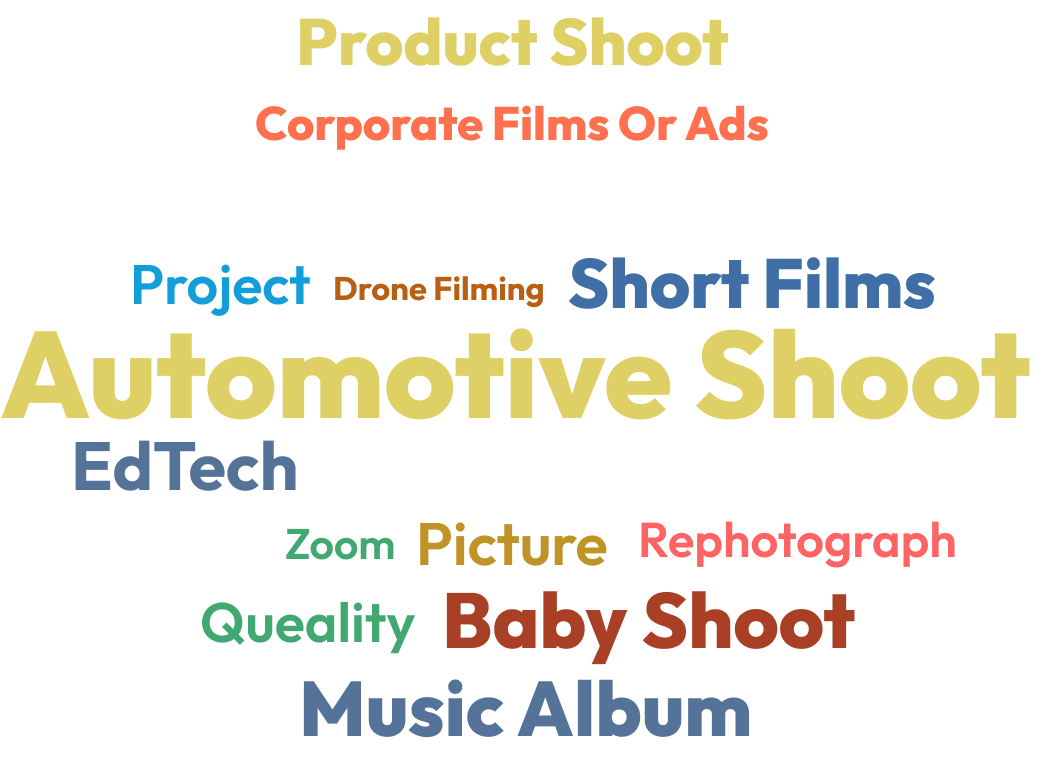 Product Shoot
Corporate Films Or Ads
Project Drone Filming Short Films
Automotive Shoot
EdTech
Zoom Picture Rephotograph
Queality Baby Shoot
Music Album